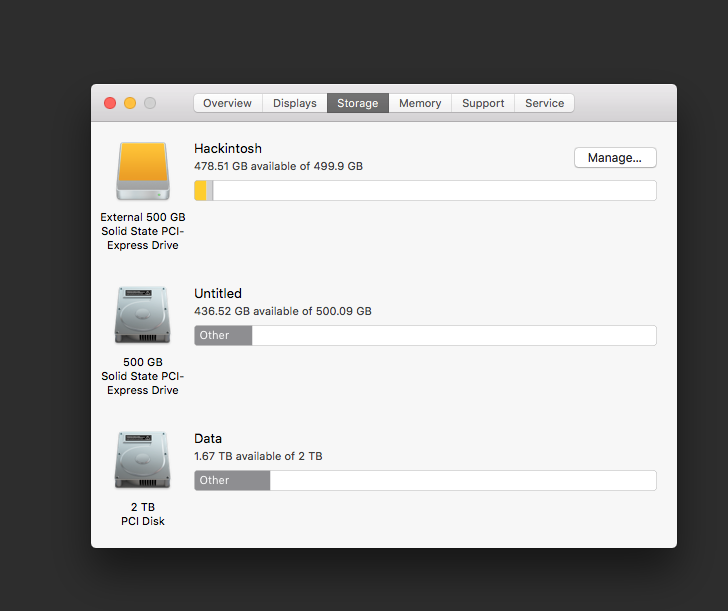 Overview Displays Storage Memory Support Service
Hackintosh
478.51 GB available of 499.9 GB
Manage...
External 500 GB
Solid State PCI-
Express Drive
Untitled
436.52 GB available of 500.09 GB
Other
500 GB
Solid State PCI-
Express Drive
Data
1.67 TB available of 2 TB
Other
2 TB
PCI Disk